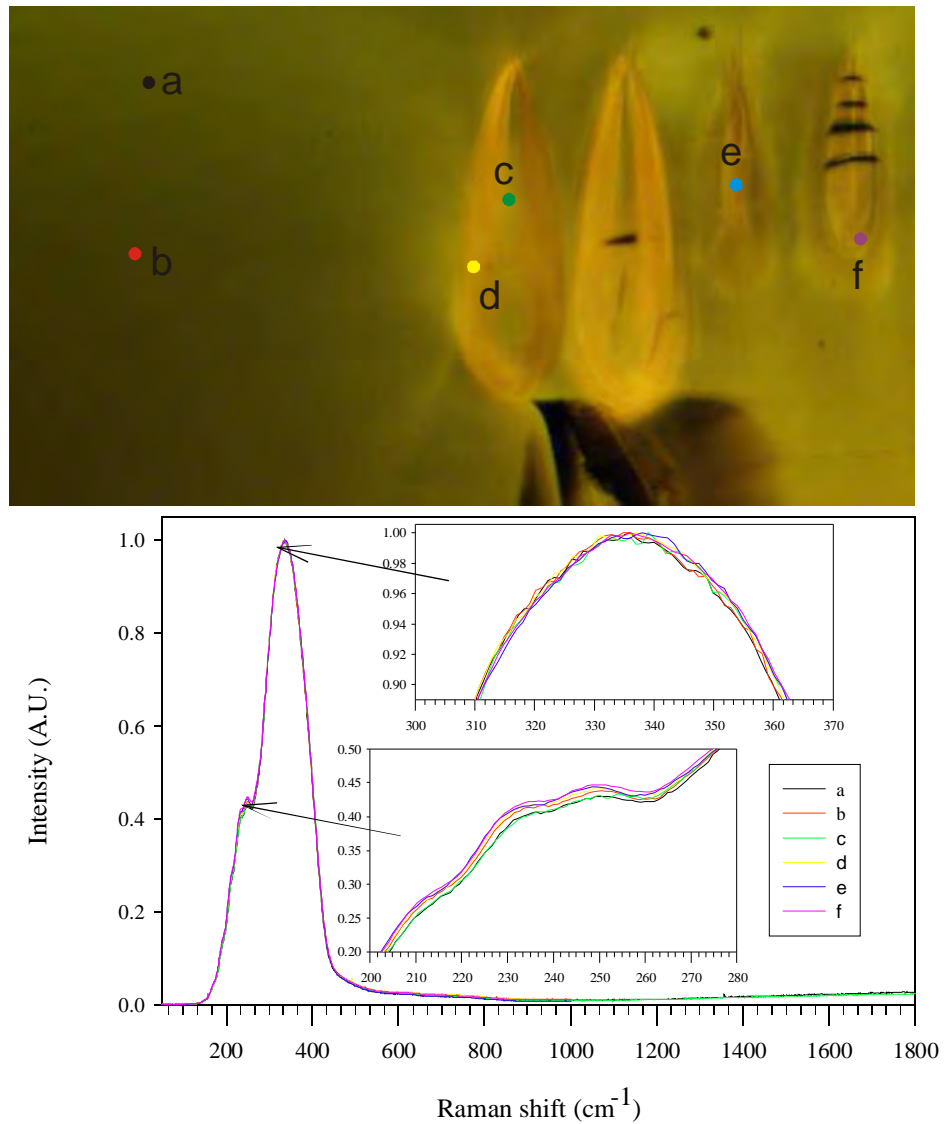 a
b
c
d
e
f
1.0
0.8
0.6
0.4
0.2
0.0
200 400 600 800 1000 1200 1400 1600 1800
Intensity (A.U.)
Raman shift (cm-1)
1.00
0.98
0.96
0.94
0.92
0.90
300 310 320 330 340 350 360 370
0.50
0.45
0.40
0.35
0.30
0.25
0.20
200 210 220 230 240 250 260 270 280
a
b
c
d
e
f